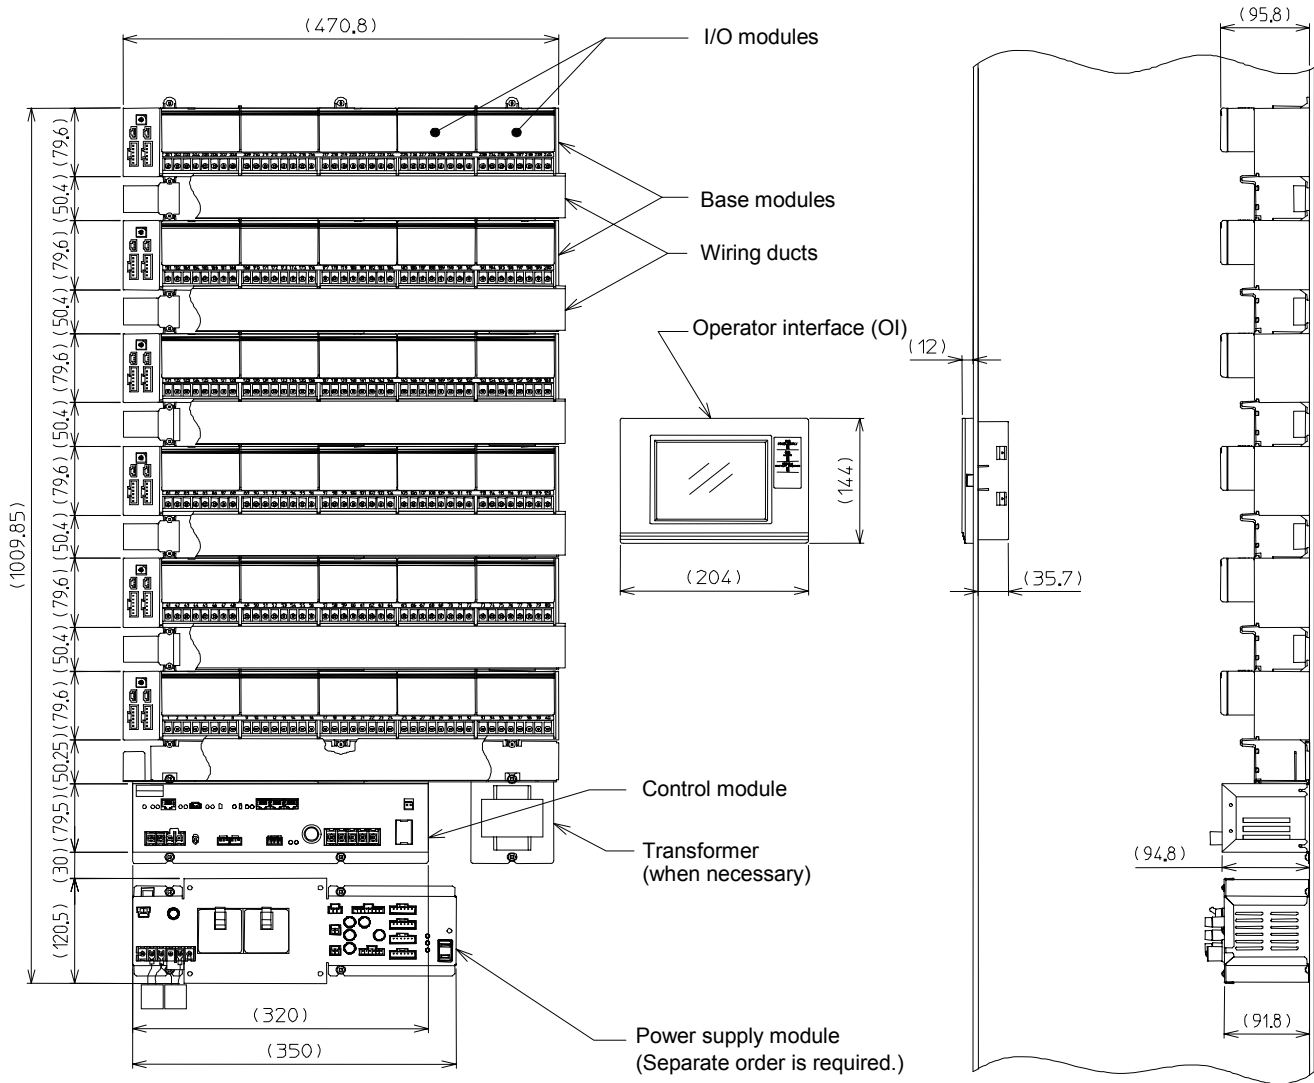 (470.8)
(95.8)
I/O modules
(79.6)
(50.4)
Base modules
(79.6)
Wiring ducts
(50.4)
Operator interface (OI)
(12)
(79.6)
(50.4)
(144)
(79.6)
(1009.85)
(50.4)
(204)
(35.7)
(79.6)
(50.4)
(79.6)
(50.25)
Control module
(79.5)
Transformer
(when necessary)
(94.8)
(30)
(120.5)
(320)
(91.8)
(350)
Power supply module
(Separate order is required.)